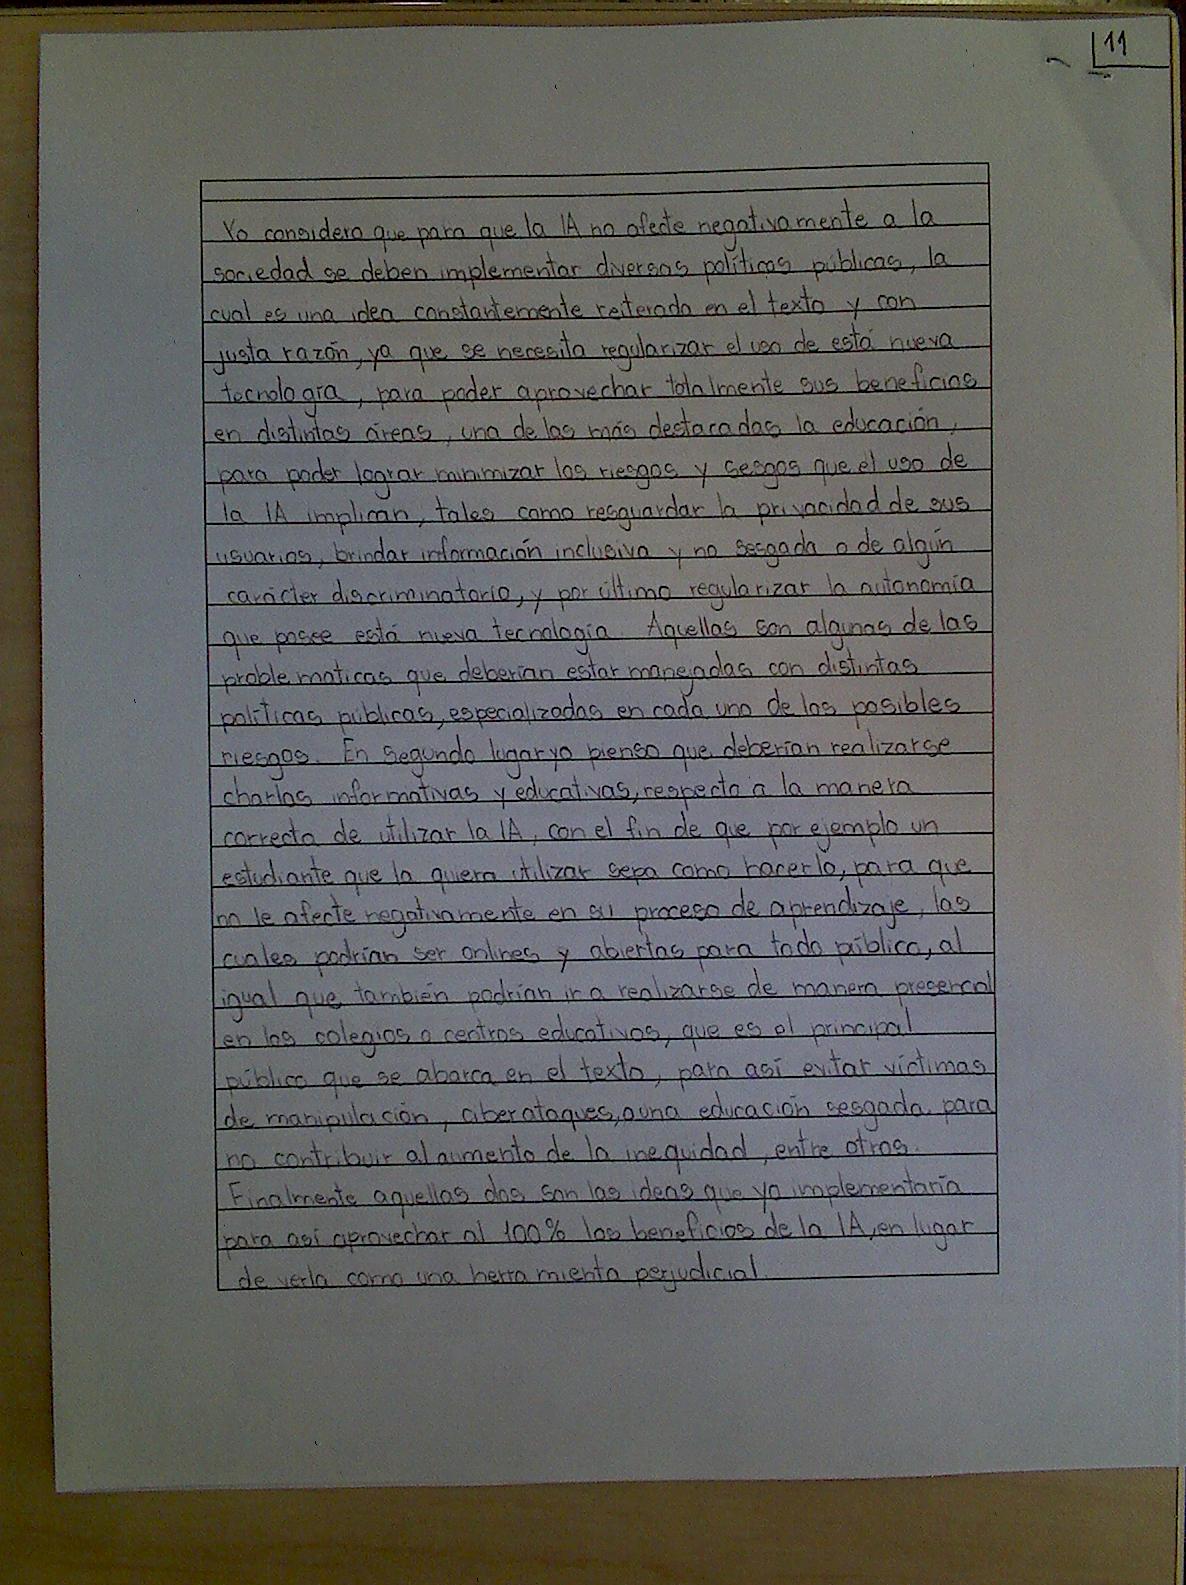 11
Yo considero que para que la IA no afecte negativamente a la
sociedad se deben implementar diversas políticas públicas, la
cual es una idea constantemente reiterada en el texto y con
justa razón, ya que se necesita regularizar el uso de está nueva
tecnología, para poder aprovechar totalmente sus beneficios
en distintas áreas, una de las más destacadas la educación,
para poder lograr minimizar los riesgos y sesgos que el uso de
la IA implican, tales como resguardar la privacidad de sus
usuarios, brindar información inclusiva y no sesgada o de algún
carácter discriminatorio, y por último regularizar la autonomía
que posee está nueva tecnología. Aquellas son algunas de las
problematicas que deberían estar manejadas con distintas
políticas públicas, especializadas en cada uno de los posibles
riesgos. En segundo lugar yo pienso que deberían realizarse
charlas informativas y educativas, respecto a la manera
correcta de utilizar la IA, con el fin de que por ejemplo un
estudiante que la quiera utilizar sepa como hacerlo, para que
no le afecte negativamente en su proceso de aprendizaje, las
cuales podrían ser onlines y abiertas para todo público, al
igual que también podrían ir a realizarse de manera presencial
en los colegios o centros educativos, que es el principal
público que se abarca en el texto, para así evitar víctimas
de manipulación, ciberataques, o una educación sesgada para
no contribuir al aumento de la inequidad, entre otros.
Finalmente aquellas dos son las ideas que yo implementaría
para así aprovechar al 100% los beneficios de la IA, en lugar
de verla como una herramienta perjudicial.